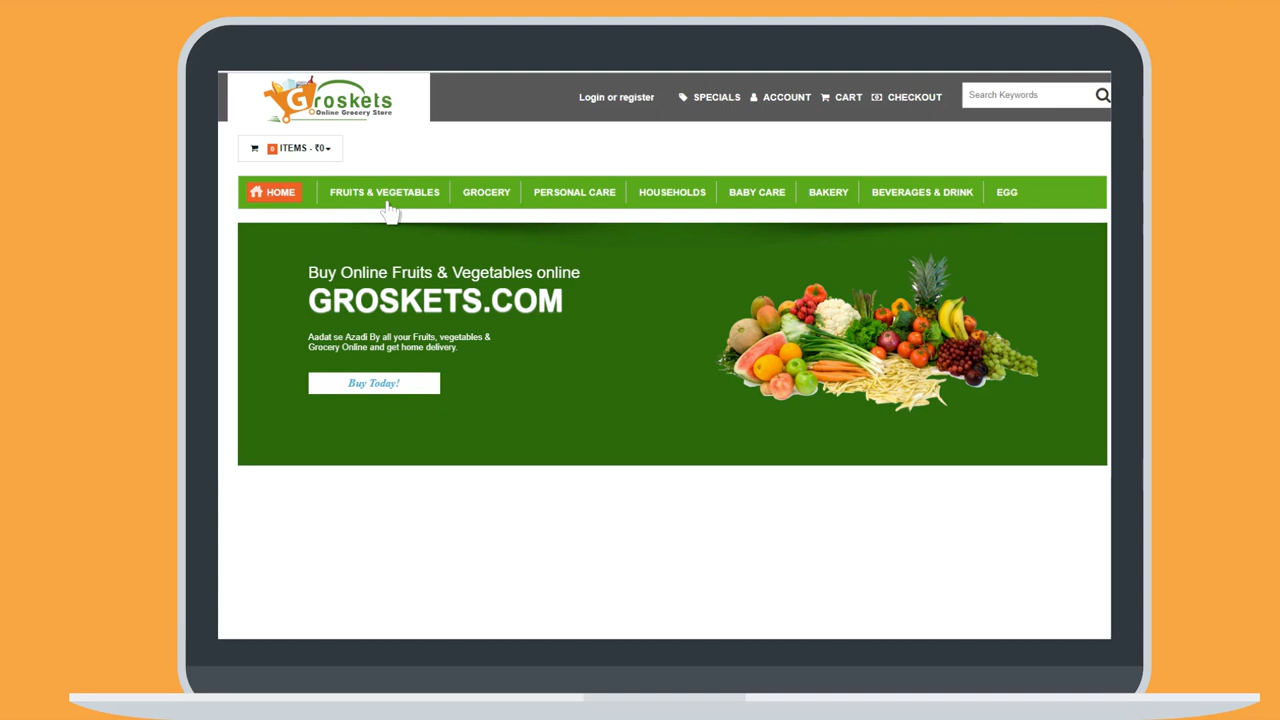 Groskets
Online Grocery Store
Login or register SPECIALS ACCOUNT CART CHECKOUT Search Keywords
0 ITEMS - ₹0
HOME FRUITS & VEGETABLES GROCERY PERSONAL CARE HOUSEHOLDS BABY CARE BAKERY BEVERAGES & DRINK EGG
Buy Online Fruits & Vegetables online
GROSKETS.COM
Aadat se Azadi By all your Fruits, vegetables &
Grocery Online and get home delivery.
Buy Today!